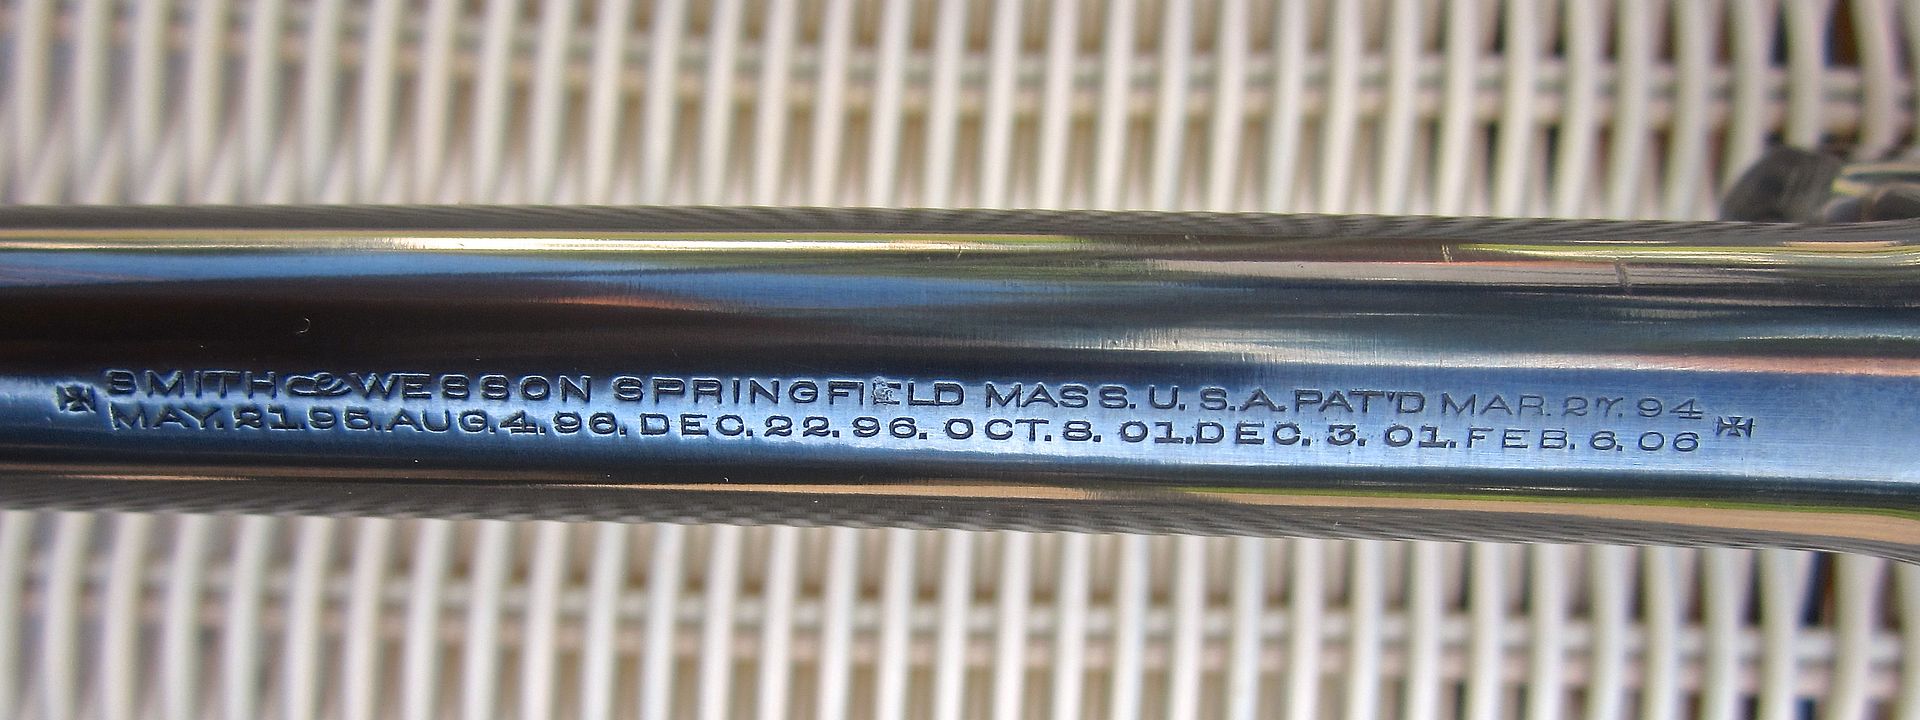 SMITH & WESSON SPRINGFIELD MASS. U. S. A. PAT'D MAR. 27. 94
MAY. 21. 95. AUG. 4. 96. DEC. 22. 96. OCT. 8. 01. DEC. 3. 01. FEB. 6. 06